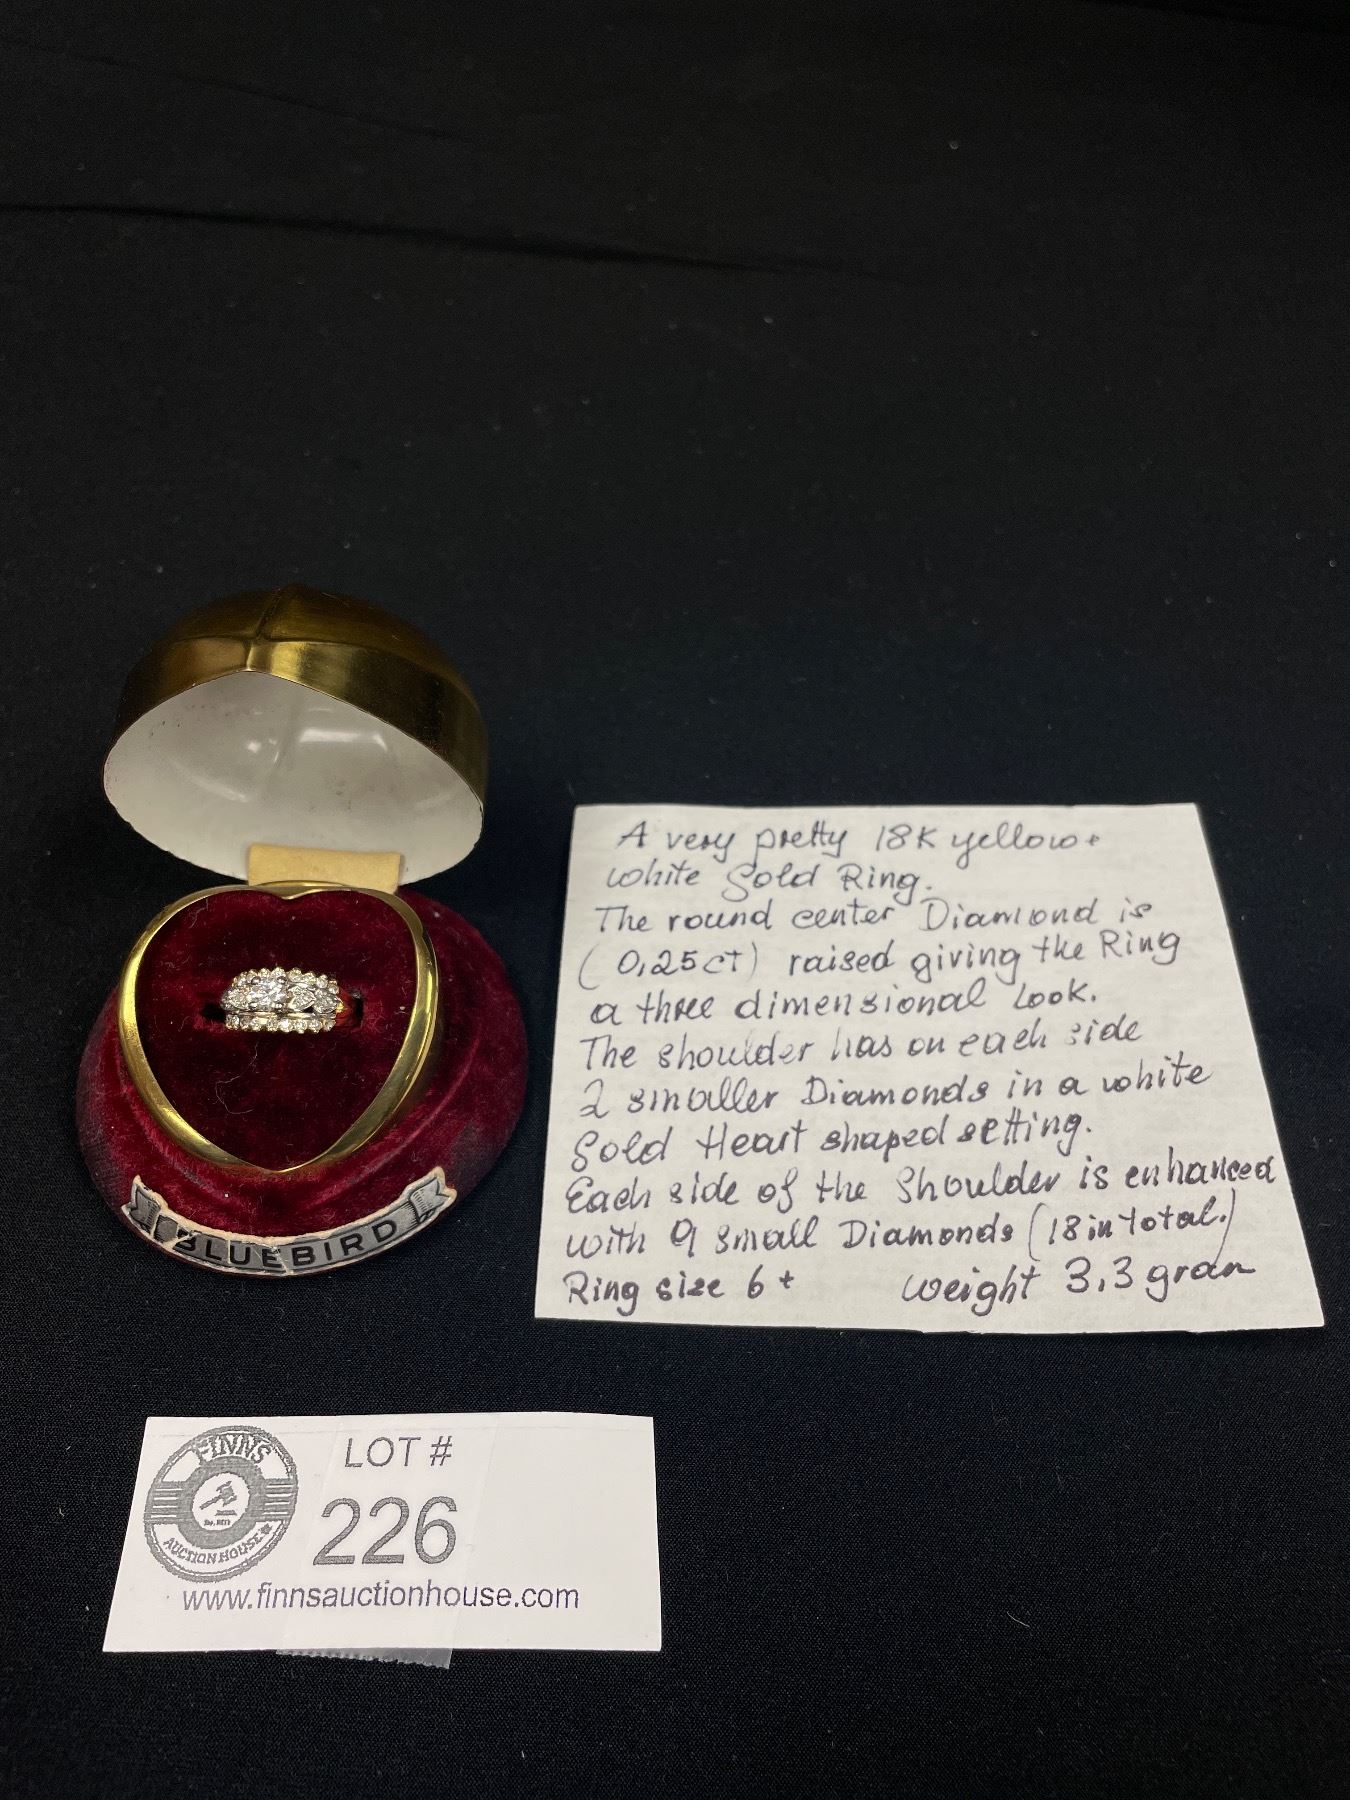 A very pretty 18K yellow +
white Gold Ring.
The round center Diamond is
(0,25ct) raised giving the Ring
a three dimensional Look.
The shoulder has on each side
2 smaller Diamonds in a white
Gold Heart shaped setting.
Each side of the Shoulder is enhanced
with 9 small Diamonds (18 in total.)
Ring size 6+ weight 3,3 gram
BLUEBIRD
FINNS
AUCTION HOUSE
LOT #
226
www.finnsauctionhouse.com